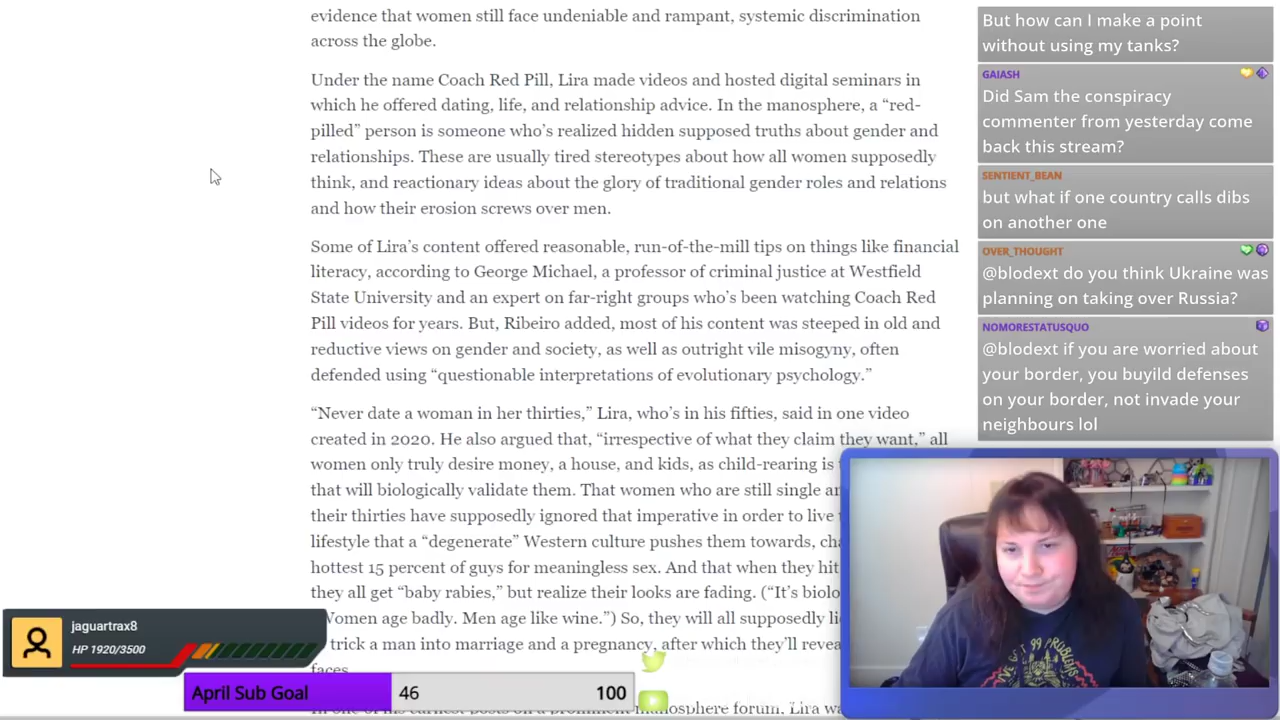 evidence that women still face undeniable and rampant, systemic discrimination
across the globe.
Under the name Coach Red Pill, Lira made videos and hosted digital seminars in
which he offered dating, life, and relationship advice. In the manosphere, a “red-
pilled” person is someone who’s realized hidden supposed truths about gender and
relationships. These are usually tired stereotypes about how all women supposedly
think, and reactionary ideas about the glory of traditional gender roles and relations
and how their erosion screws over men.
Some of Lira’s content offered reasonable, run-of-the-mill tips on things like financial
literacy, according to George Michael, a professor of criminal justice at Westfield
State University and an expert on far-right groups who’s been watching Coach Red
Pill videos for years. But, Ribeiro added, most of his content was steeped in old and
reductive views on gender and society, as well as outright vile misogyny, often
defended using “questionable interpretations of evolutionary psychology.”
“Never date a woman in her thirties,” Lira, who’s in his fifties, said in one video
created in 2020. He also argued that, “irrespective of what they claim they want,” all
women only truly desire money, a house, and kids, as child-rearing is
that will biologically validate them. That women who are still single
their thirties have supposedly ignored that imperative in order to live
lifestyle that a “degenerate” Western culture pushes them towards,
hottest 15 percent of guys for meaningless sex. And that when they hit
they all get “baby rabies,” but realize their looks are fading. (“It’s
Women age badly. Men age like wine.”) So, they will all supposedly
trick a man into marriage and a pregnancy, after which they’ll
faces.
In one of his earliest posts on a prominent manosphere forum, Lira
But how can I make a point
without using my tanks?
GAIASH
Did Sam the conspiracy
commenter from yesterday come
back this stream?
SENTIENT_BEAN
but what if one country calls dibs
on another one
OVER_THOUGHT
@blodext do you think Ukraine was
planning on taking over Russia?
NOMORESTATUSQUO
@blodext if you are worried about
your border, you buyild defenses
on your border, not invade your
neighbours lol
jaguartrax8
HP 1920/3500
April Sub Goal 46 100
99 PROBLEMS